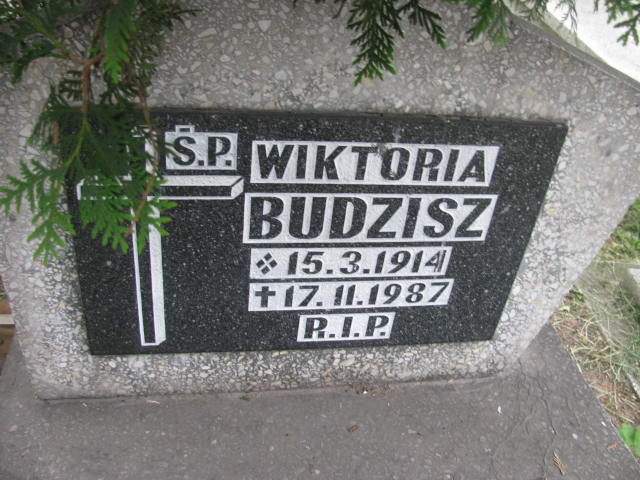 Ś.P. WIKTORIA
BUDZISZ
15.3.1914
17.11.1987
R.I.P.